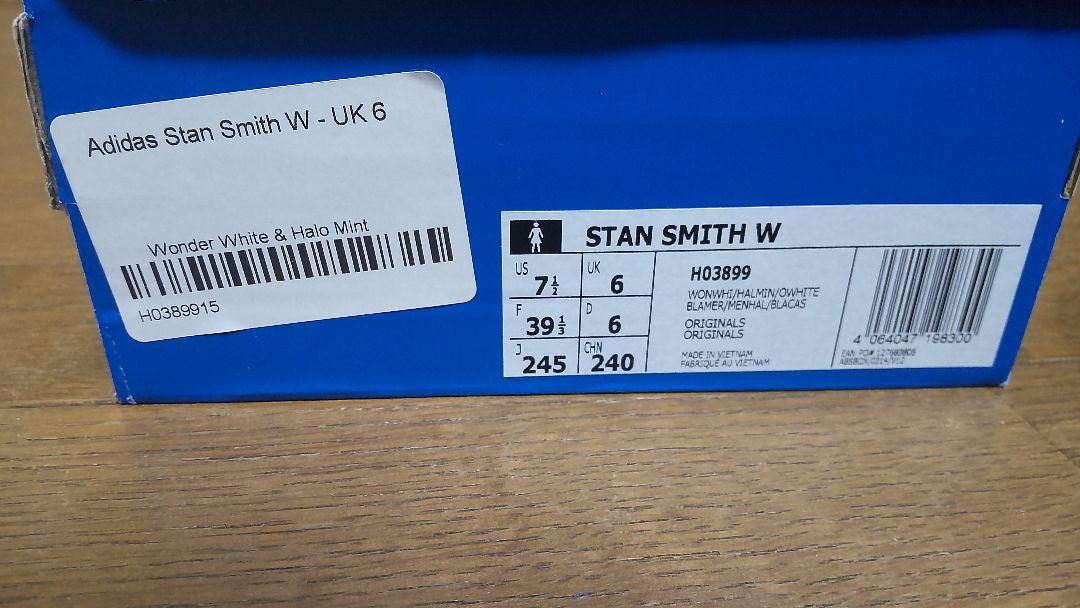 Adidas Stan Smith W - UK 6
Wonder White & Halo Mint
H0389915
STAN SMITH W
US 7½
UK 6
F 39⅓
D 6
J 245
CHN 240
H03899
WONWHI/HALMIN/OWHITE
BLAMER/MENHAL/BLACAS
ORIGINALS
ORIGINALS
MADE IN VIETNAM
FABRIQUÉ AU VIETNAM
4 064047 198300
EAN PO#